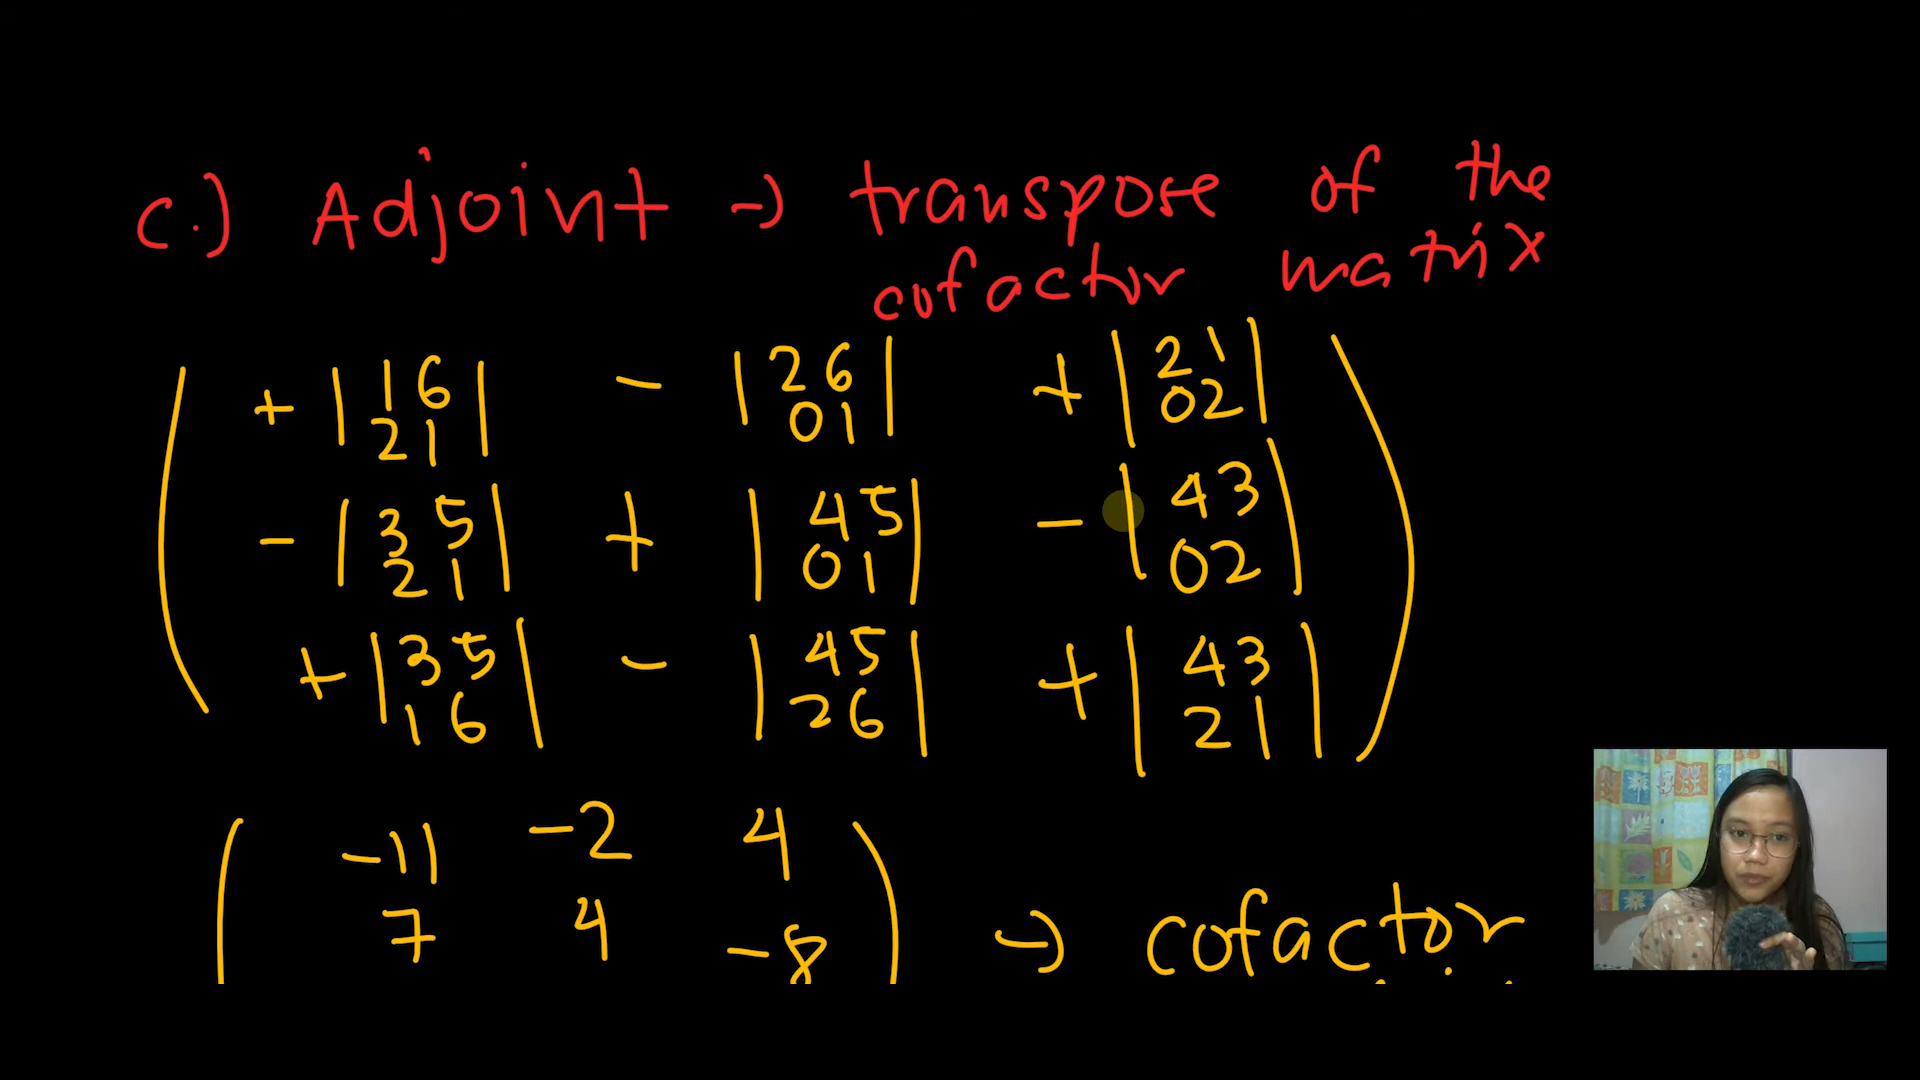 c.) Adjoint → transpose of the
cofactor matrix
+ | 1 6 | - | 2 6 | + | 2 1 |
| 2 1 | | 0 1 | | 0 2 |
- | 3 5 | + | 4 5 | - | 4 3 |
| 2 1 | | 0 1 | | 0 2 |
+ | 3 5 | - | 4 5 | + | 4 3 |
| 1 6 | | 2 6 | | 2 1 |
-11 -2 4
7 4 -8 → cofactor